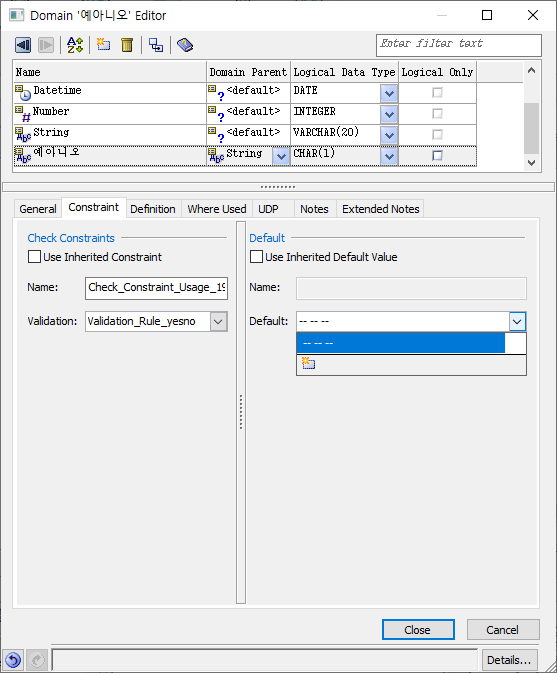 Domain '예아니오' Editor
Enter filter text
Name Domain Parent Logical Data Type Logical Only
Datetime <default> DATE
Number <default> INTEGER
String <default> VARCHAR(20)
예아니오 String CHAR(1)
General Constraint Definition Where Used UDP Notes Extended Notes
Check Constraints
Use Inherited Constraint
Name: Check_Constraint_Usage_19
Validation: Validation_Rule_yesno
Default
Use Inherited Default Value
Name:
Default: -- -- --
-- -- --
Close Cancel
Details...